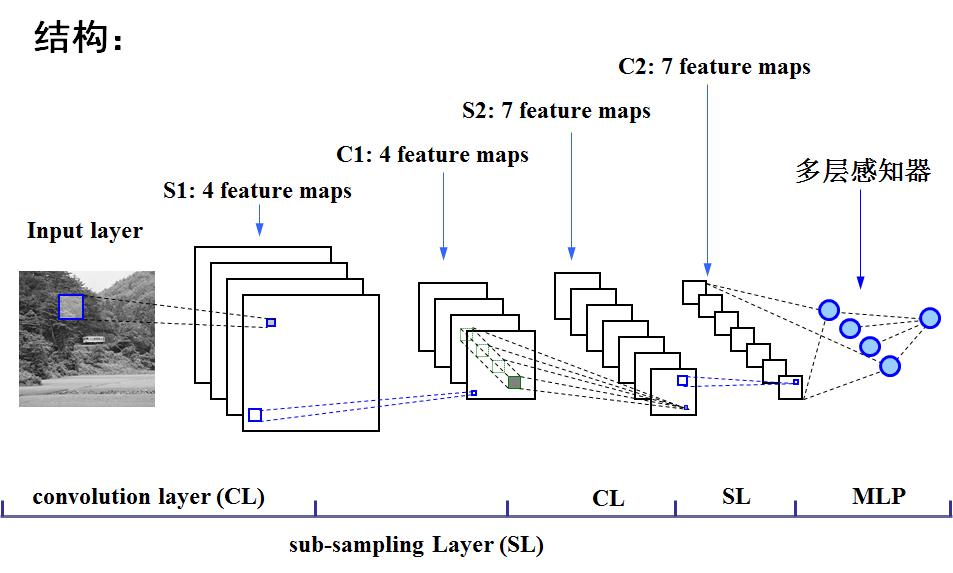 结构：
C2: 7 feature maps
S2: 7 feature maps
C1: 4 feature maps
多层感知器
S1: 4 feature maps
Input layer
convolution layer (CL)
CL
SL
MLP
sub-sampling Layer (SL)